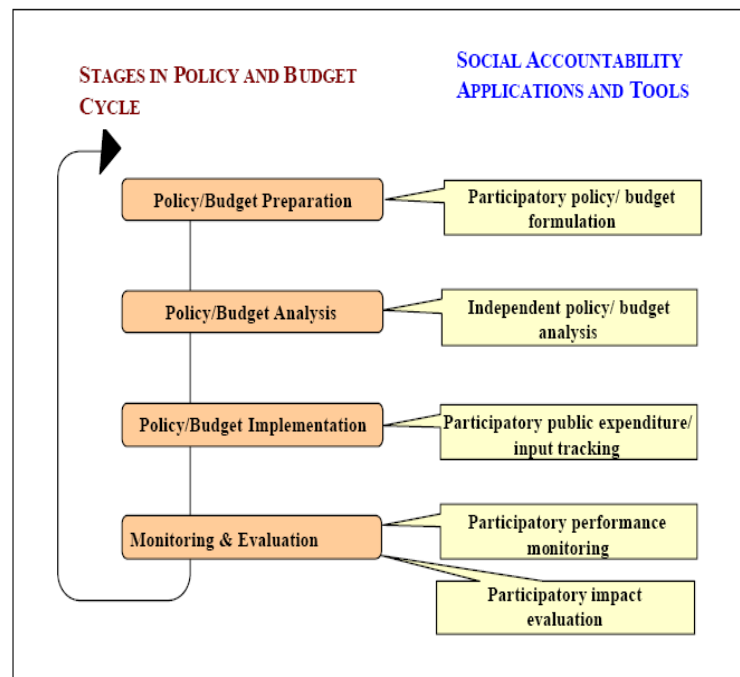 STAGES IN POLICY AND BUDGET
CYCLE
SOCIAL ACCOUNTABILITY
APPLICATIONS AND TOOLS
Policy/Budget Preparation
Participatory policy/ budget
formulation
Policy/Budget Analysis
Independent policy/ budget
analysis
Policy/Budget Implementation
Participatory public expenditure/
input tracking
Monitoring & Evaluation
Participatory performance
monitoring
Participatory impact
evaluation